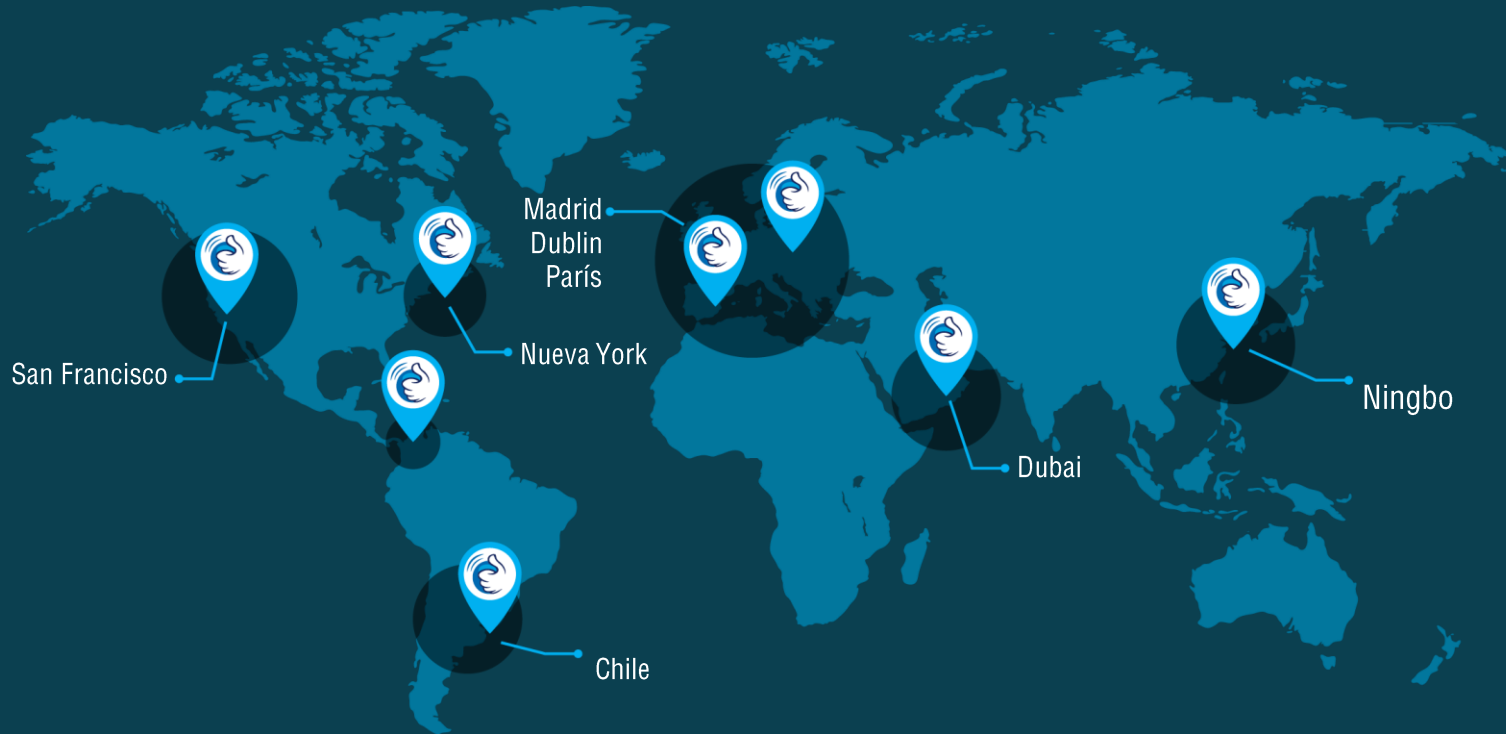 Madrid
Dublin
París
San Francisco
Nueva York
Ningbo
Dubai
Chile